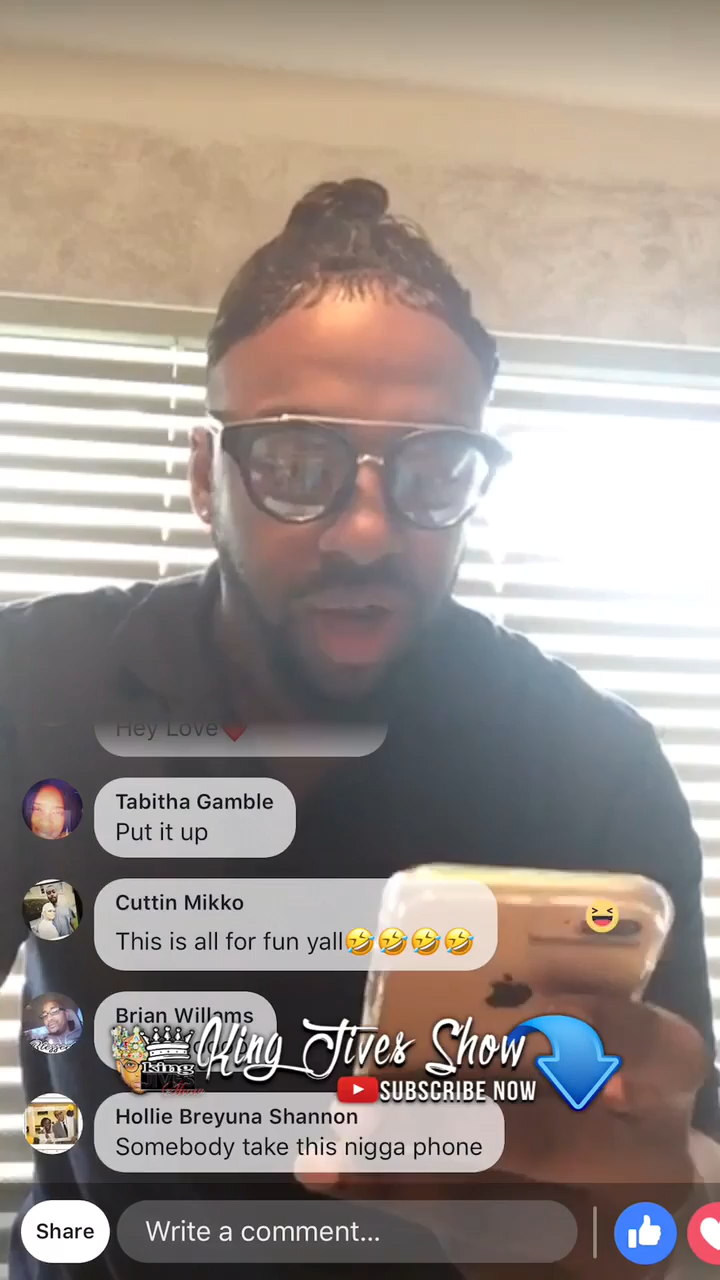 Hey Love❤️
Tabitha Gamble
Put it up
Cuttin Mikko
This is all for fun yall🤣🤣🤣🤣
Brian Willams
King Jives Show
king
SUBSCRIBE NOW
Hollie Breyuna Shannon
Somebody take this nigga phone
Share
Write a comment...